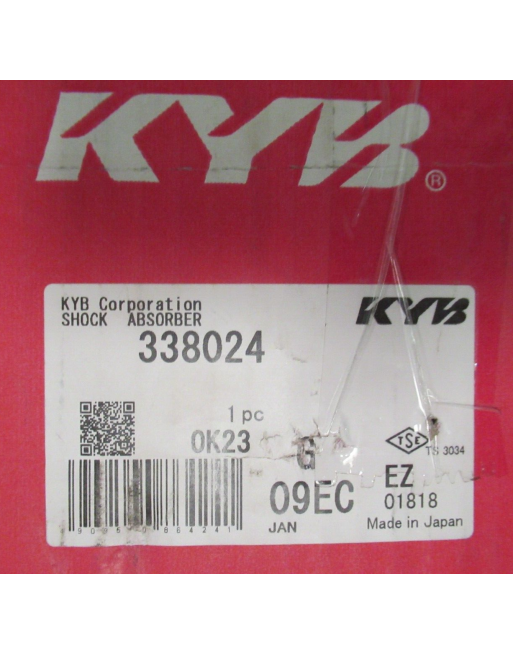 KYB®
KYB Corporation
KYB
SHOCK ABSORBER
338024
1 pc
0K23
G
TSE
TS 3034
09EC
EZ
01818
JAN
Made in Japan